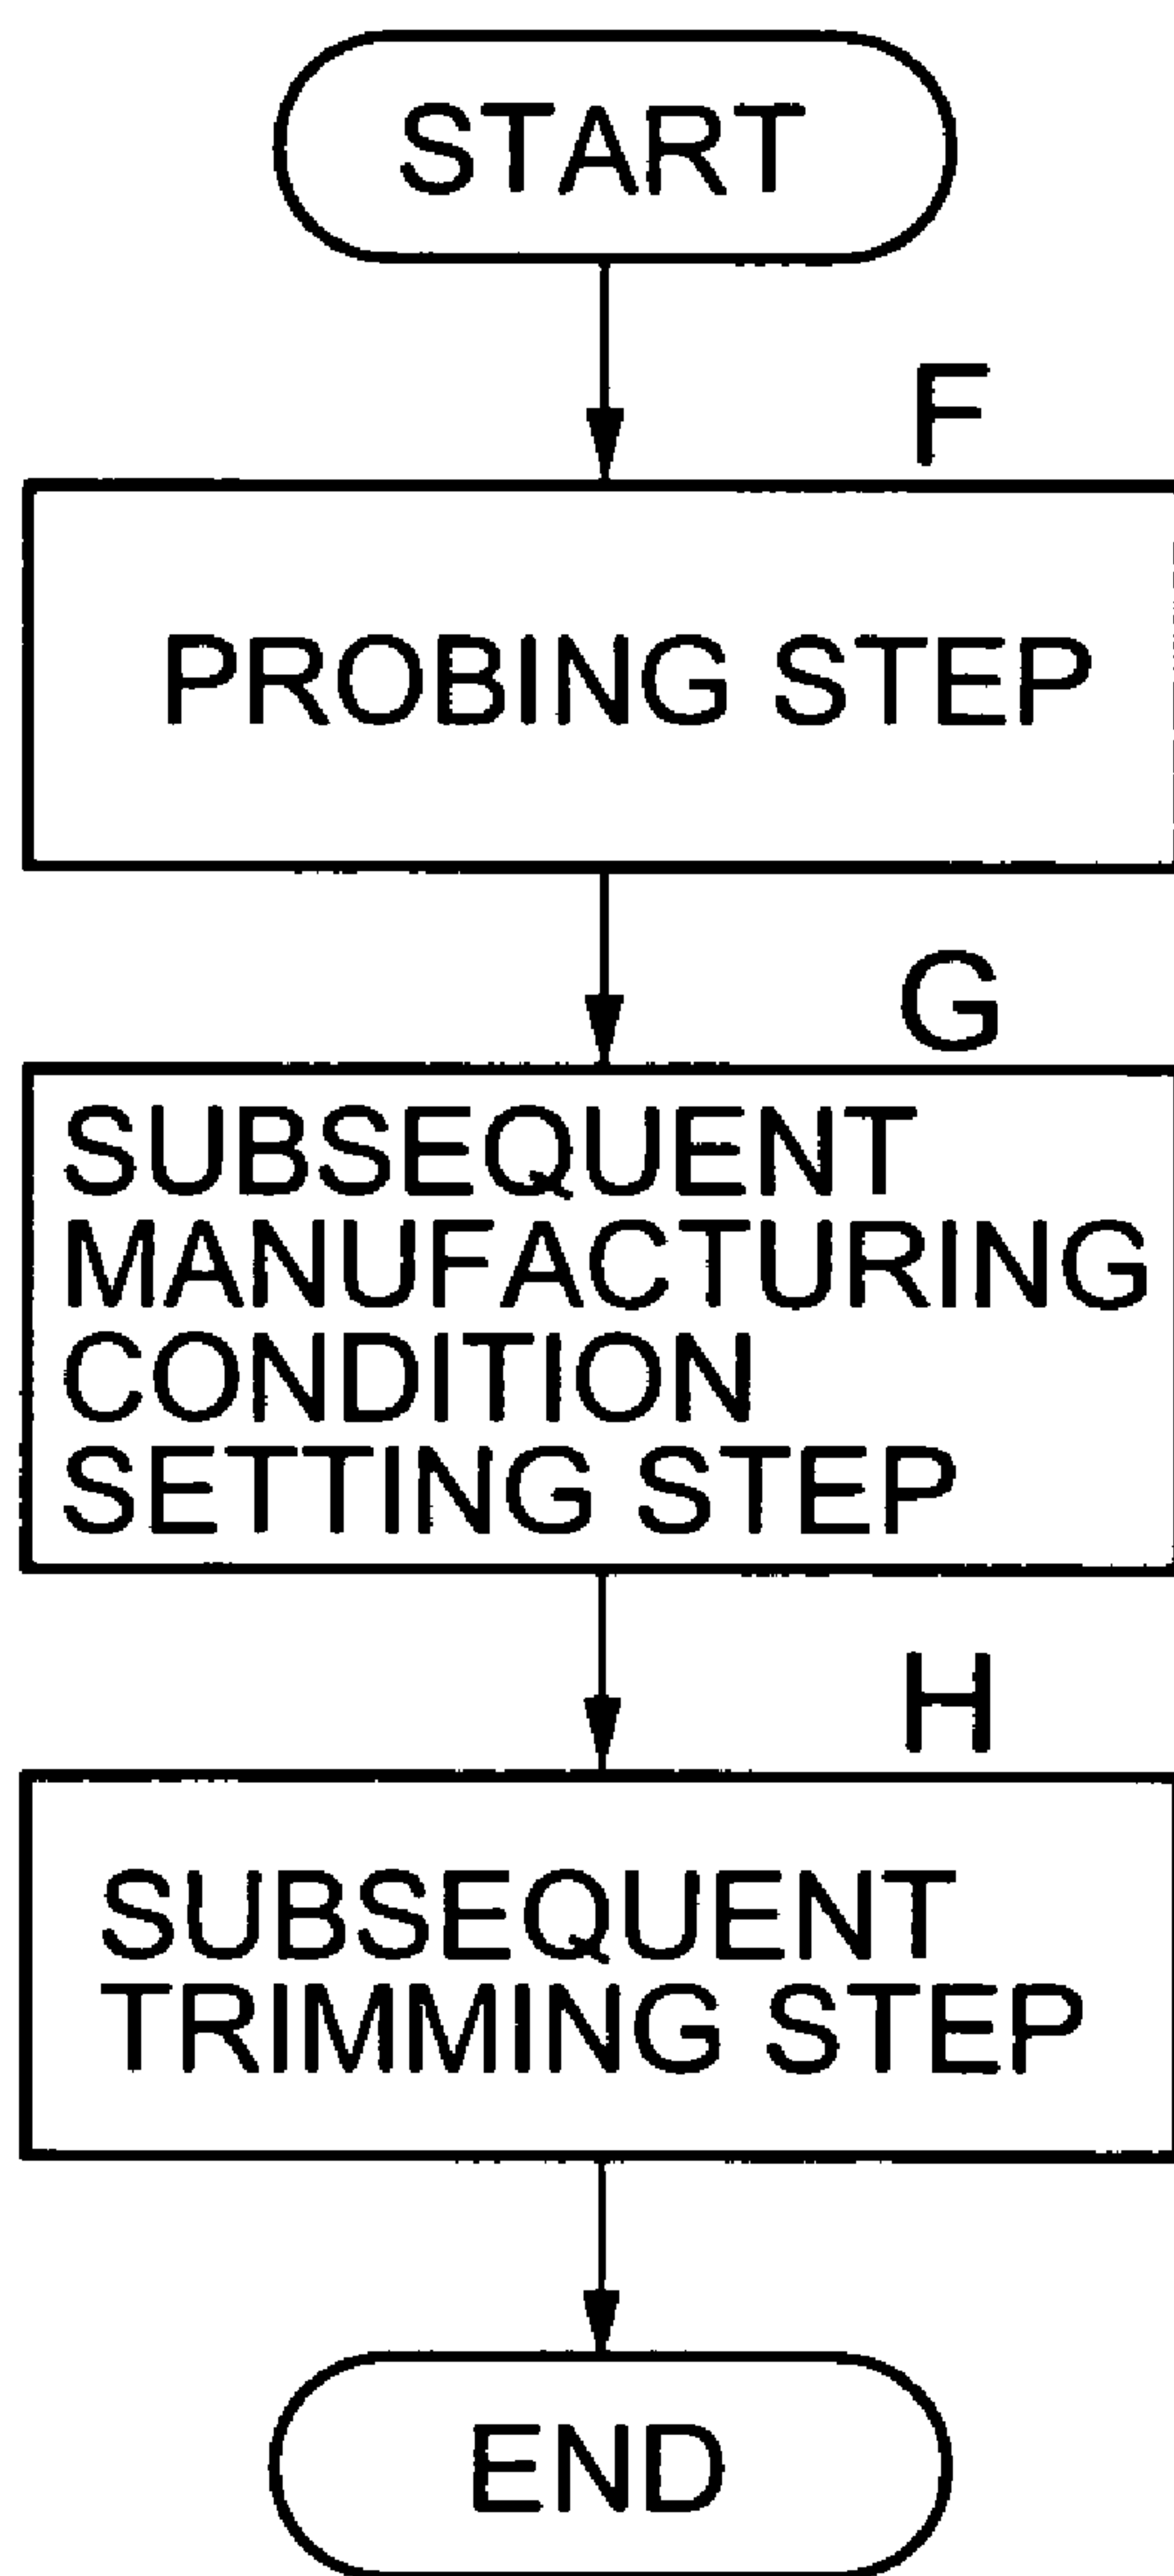 START
F
PROBING STEP
G
SUBSEQUENT
MANUFACTURING
CONDITION
SETTING STEP
H
SUBSEQUENT
TRIMMING STEP
END